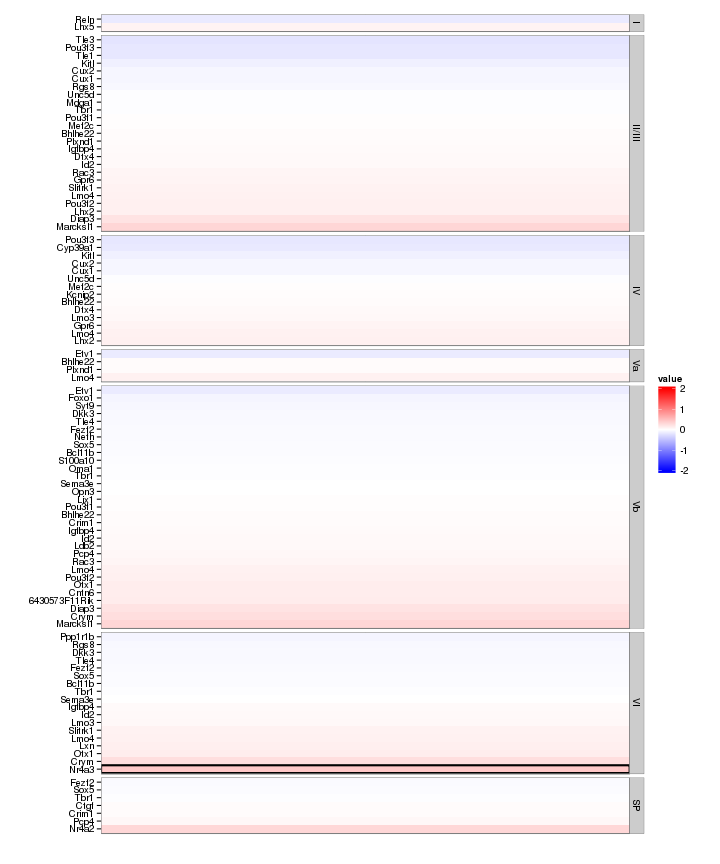 Reln
Lhx5
I
Tle3
Pou3f3
Tle1
Kitl
Cux2
Cux1
Rgs8
Unc5d
Mdga1
Tbr1
Pou3f1
Mef2c
Bhlhe22
Plxnd1
Igfbp4
Dtx4
Id2
Rac3
Gpr6
Slitrk1
Lmo4
Pou3f2
Lhx2
Diap3
Marcksl1
II/III
Pou3f3
Cyp39a1
Kitl
Cux2
Cux1
Unc5d
Mef2c
Kcnip2
Bhlhe22
Dtx4
Lmo3
Gpr6
Lmo4
Lhx2
IV
Etv1
Bhlhe22
Plxnd1
Lmo4
Va
Etv1
Foxo1
Syt9
Dkk3
Tle4
Fezf2
Nefh
Sox5
Bcl11b
S100a10
Oma1
Tbr1
Sema3e
Opn3
Lix1
Pou3f1
Bhlhe22
Crim1
Igfbp4
Id2
Ldb2
Pcp4
Rac3
Lmo4
Pou3f2
Otx1
Cntn6
6430573F11Rik
Diap3
Crym
Marcksl1
Vb
Ppp1r1b
Rgs8
Dkk3
Tle4
Fezf2
Sox5
Bcl11b
Tbr1
Sema3e
Igfbp4
Id2
Lmo3
Slitrk1
Lmo4
Lxn
Otx1
Crym
Nr4a3
VI
Fezf2
Sox5
Tbr1
Ctgf
Crim1
Pcp4
Nr4a2
SP
value
2
1
0
-1
-2